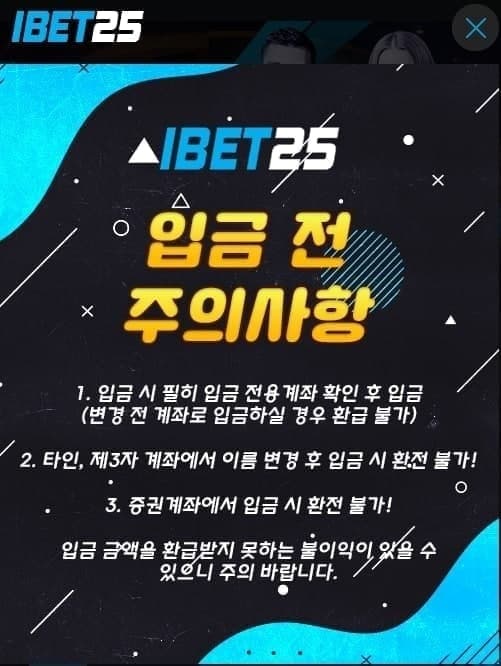 IBET25
IBET25
입금 전
주의사항
1. 입금 시 필히 입금 전용계좌 확인 후 입금
(변경 전 계좌로 입금하실 경우 환급 불가)
2. 타인, 제3자 계좌에서 이름 변경 후 입금 시 환전 불가!
3. 증권계좌에서 입금 시 환전 불가!
입금 금액을 환급받지 못하는 불이익이 있을 수
있으니 주의 바랍니다.